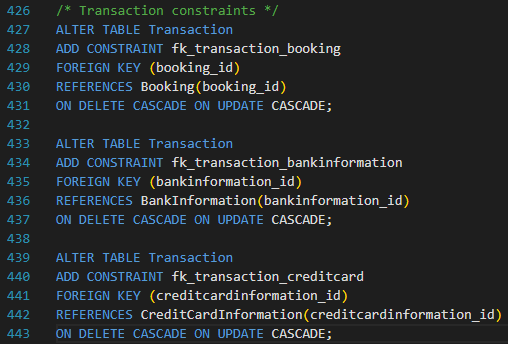 426 /* Transaction constraints */
427 ALTER TABLE Transaction
428 ADD CONSTRAINT fk_transaction_booking
429 FOREIGN KEY (booking_id)
430 REFERENCES Booking(booking_id)
431 ON DELETE CASCADE ON UPDATE CASCADE;
432
433 ALTER TABLE Transaction
434 ADD CONSTRAINT fk_transaction_bankinformation
435 FOREIGN KEY (bankinformation_id)
436 REFERENCES BankInformation(bankinformation_id)
437 ON DELETE CASCADE ON UPDATE CASCADE;
438
439 ALTER TABLE Transaction
440 ADD CONSTRAINT fk_transaction_creditcard
441 FOREIGN KEY (creditcardinformation_id)
442 REFERENCES CreditCardInformation(creditcardinformation_id)
443 ON DELETE CASCADE ON UPDATE CASCADE;